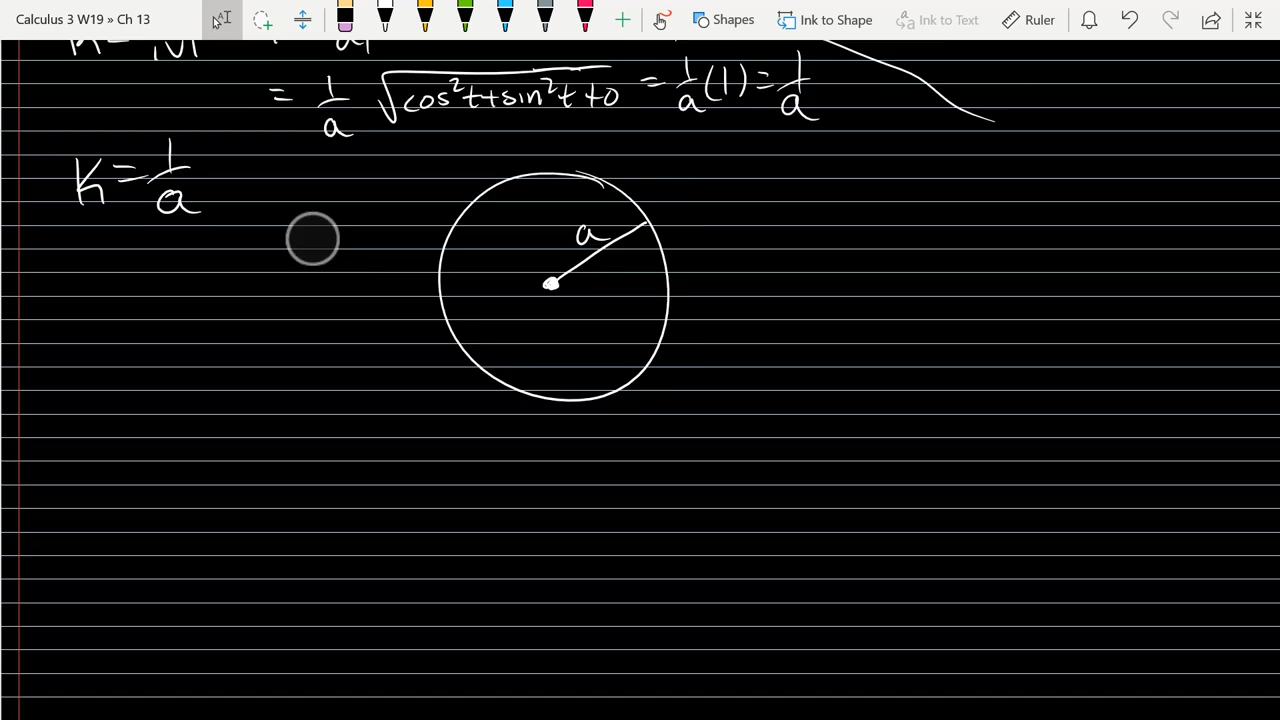 Calculus 3 W19 » Ch 13
Shapes
Ink to Shape
Ink to Text
Ruler
= 1/a √(cos²t+sin²t+0) = 1/a (1) = 1/a
K = 1/a
a